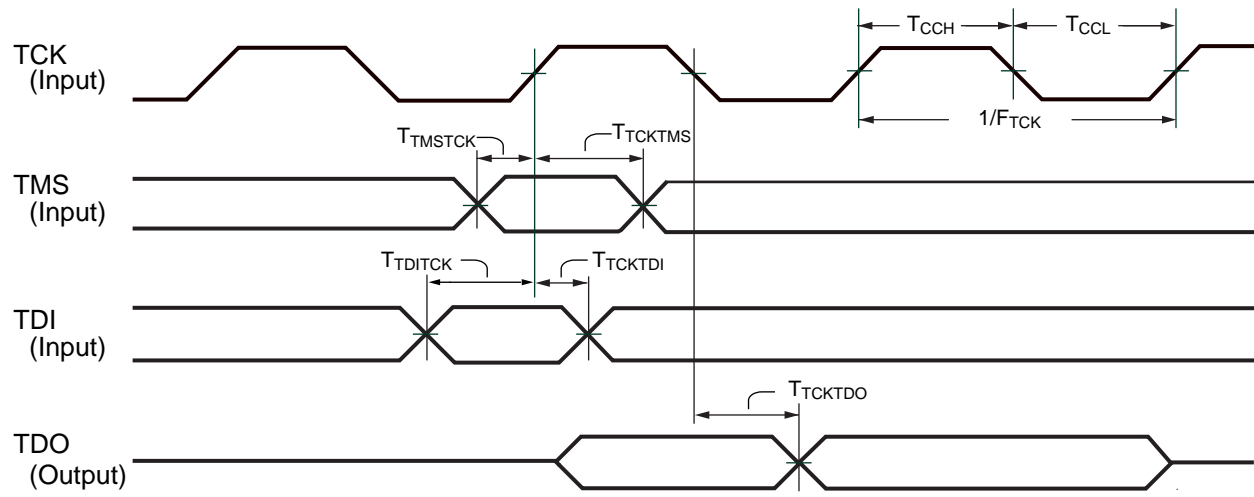 TCK
(Input)
TCCH
TCCL
1/FTCK
TTMSTCK
TTCKTMS
TMS
(Input)
TTDITCK
TTCKTDI
TDI
(Input)
TTCKTDO
TDO
(Output)